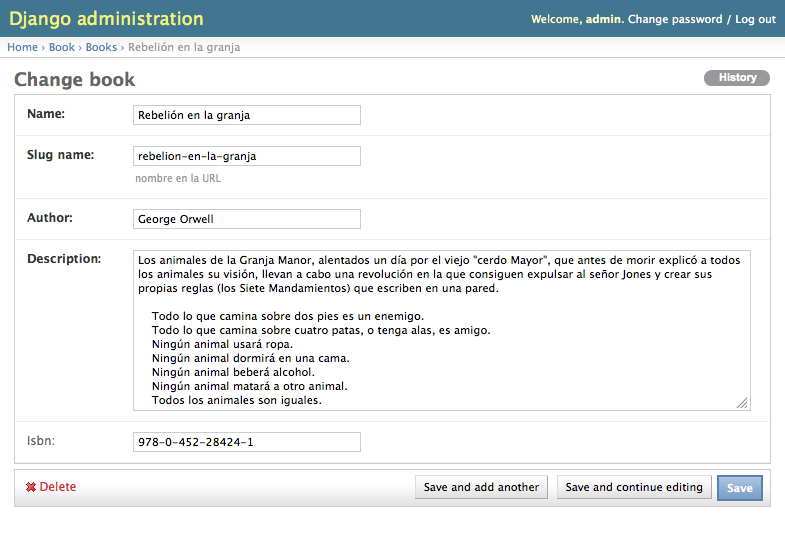 Django administration
Welcome, admin. Change password / Log out
Home › Book › Books › Rebelión en la granja
Change book
History
Name:
Rebelión en la granja
Slug name:
rebelion-en-la-granja
nombre en la URL
Author:
George Orwell
Description:
Los animales de la Granja Manor, alentados un día por el viejo "cerdo Mayor", que antes de morir explicó a todos
los animales su visión, llevan a cabo una revolución en la que consiguen expulsar al señor Jones y crear sus
propias reglas (los Siete Mandamientos) que escriben en una pared.
Todo lo que camina sobre dos pies es un enemigo.
Todo lo que camina sobre cuatro patas, o tenga alas, es amigo.
Ningún animal usará ropa.
Ningún animal dormirá en una cama.
Ningún animal beberá alcohol.
Ningún animal matará a otro animal.
Todos los animales son iguales.
Isbn:
978-0-452-28424-1
Delete
Save and add another
Save and continue editing
Save